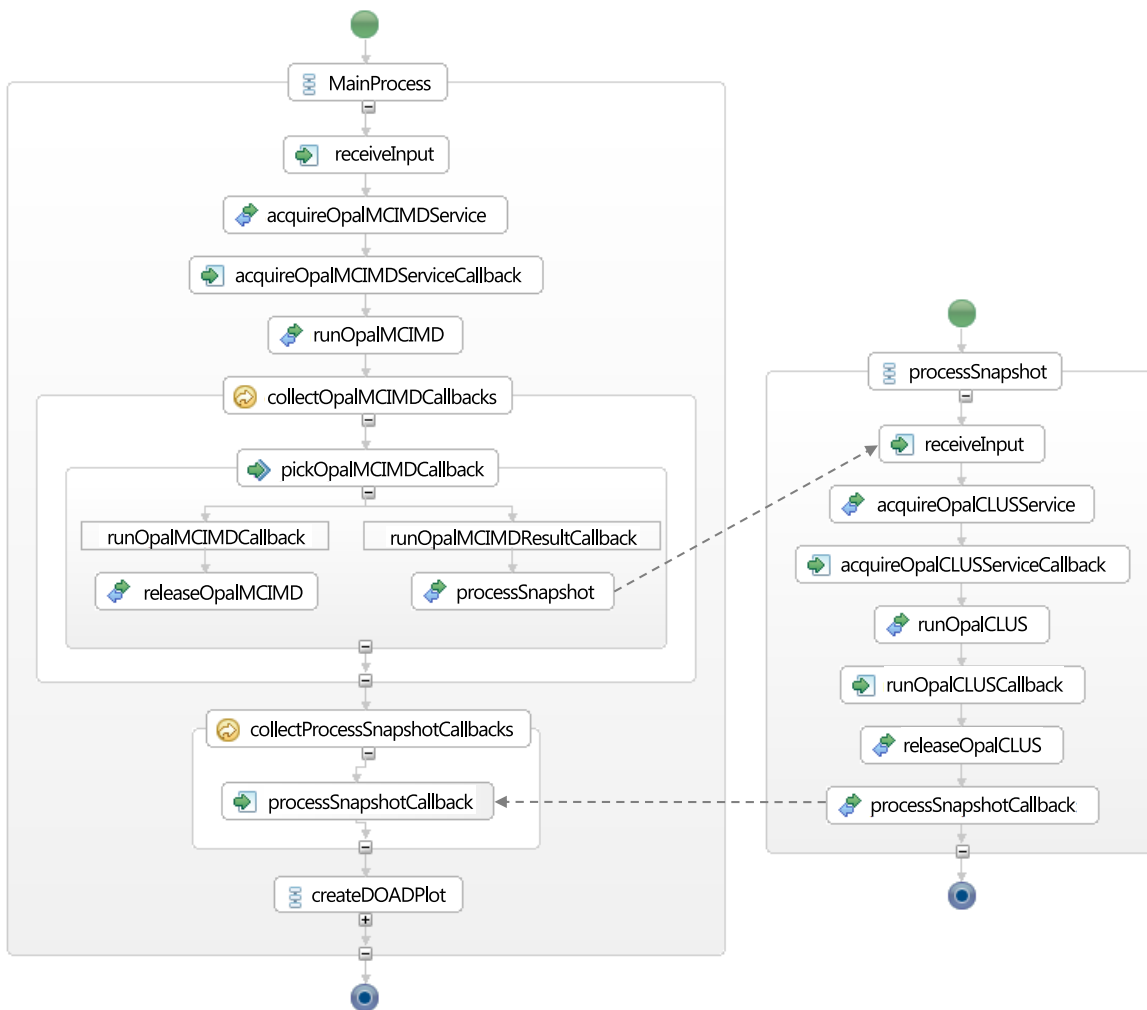 MainProcess
receiveInput
acquireOpalMCIMDService
acquireOpalMCIMDServiceCallback
runOpalMCIMD
collectOpalMCIMDCallbacks
pickOpalMCIMDCallback
runOpalMCIMDCallback
runOpalMCIMDResultCallback
releaseOpalMCIMD
processSnapshot
collectProcessSnapshotCallbacks
processSnapshotCallback
createDOADPlot
processSnapshot
receiveInput
acquireOpalCLUSService
acquireOpalCLUSServiceCallback
runOpalCLUS
runOpalCLUSCallback
releaseOpalCLUS
processSnapshotCallback